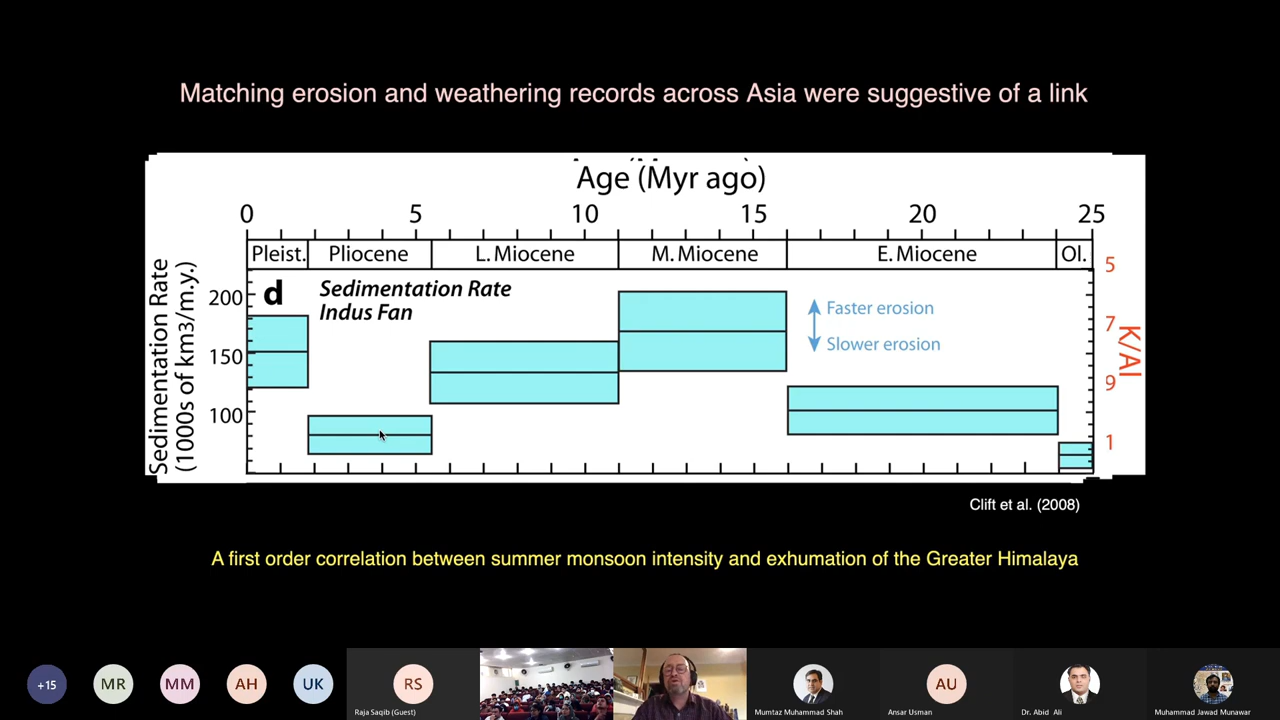 Matching erosion and weathering records across Asia were suggestive of a link
Age (Myr ago)
0 5 10 15 20 25
Pleist. Pliocene L. Miocene M. Miocene E. Miocene Ol.
Sedimentation Rate
(1000s of km3/m.y.)
200
150
100
d
Sedimentation Rate
Indus Fan
Faster erosion
Slower erosion
5
7
9
1
K/Al
Clift et al. (2008)
A first order correlation between summer monsoon intensity and exhumation of the Greater Himalaya
+15 MR MM AH UK RS AU
Raja Saqib (Guest)
Mumtaz Muhammad Shah
Ansar Usman
Dr. Abid Ali
Muhammad Jawad Munawar